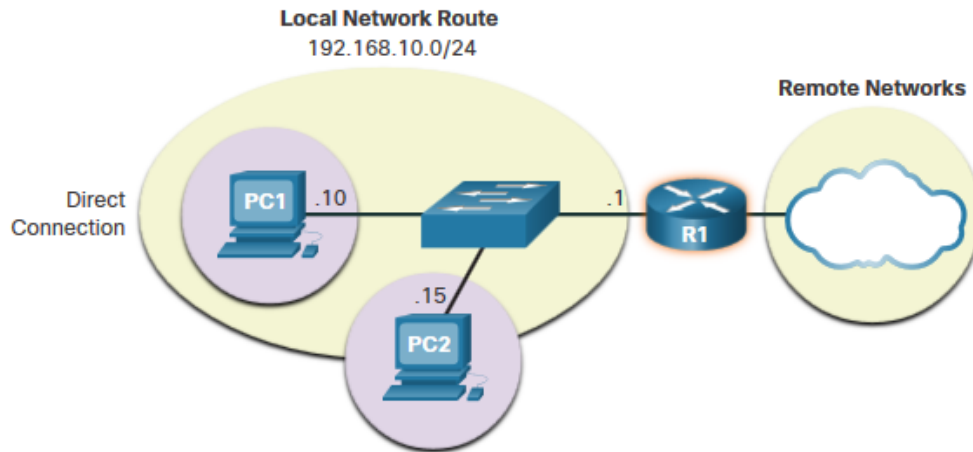 Local Network Route
192.168.10.0/24
Remote Networks
Direct
Connection
PC1
.10
.1
R1
.15
PC2